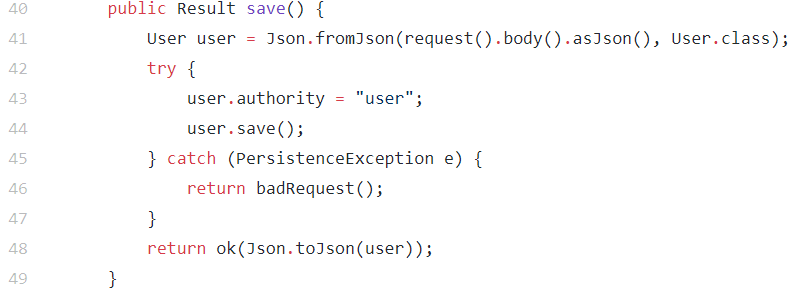 40        public Result save() {
41            User user = Json.fromJson(request().body().asJson(), User.class);
42            try {
43                user.authority = "user";
44                user.save();
45            } catch (PersistenceException e) {
46                return badRequest();
47            }
48            return ok(Json.toJson(user));
49        }